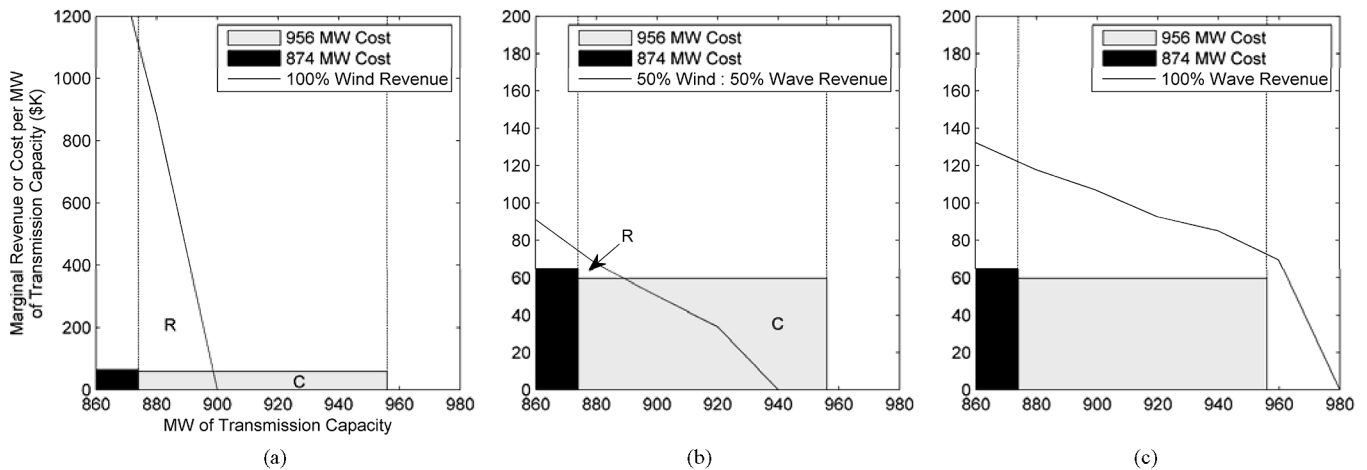 Marginal Revenue or Cost per MW
of Transmission Capacity ($K)
1200
1000
800
600
400
200
0
956 MW Cost
874 MW Cost
100% Wind Revenue
R
C
860 880 900 920 940 960 980
MW of Transmission Capacity
(a)
200
180
160
140
120
100
80
60
40
20
0
956 MW Cost
874 MW Cost
50% Wind : 50% Wave Revenue
R
C
860 880 900 920 940 960 980
(b)
200
180
160
140
120
100
80
60
40
20
0
956 MW Cost
874 MW Cost
100% Wave Revenue
860 880 900 920 940 960 980
(c)